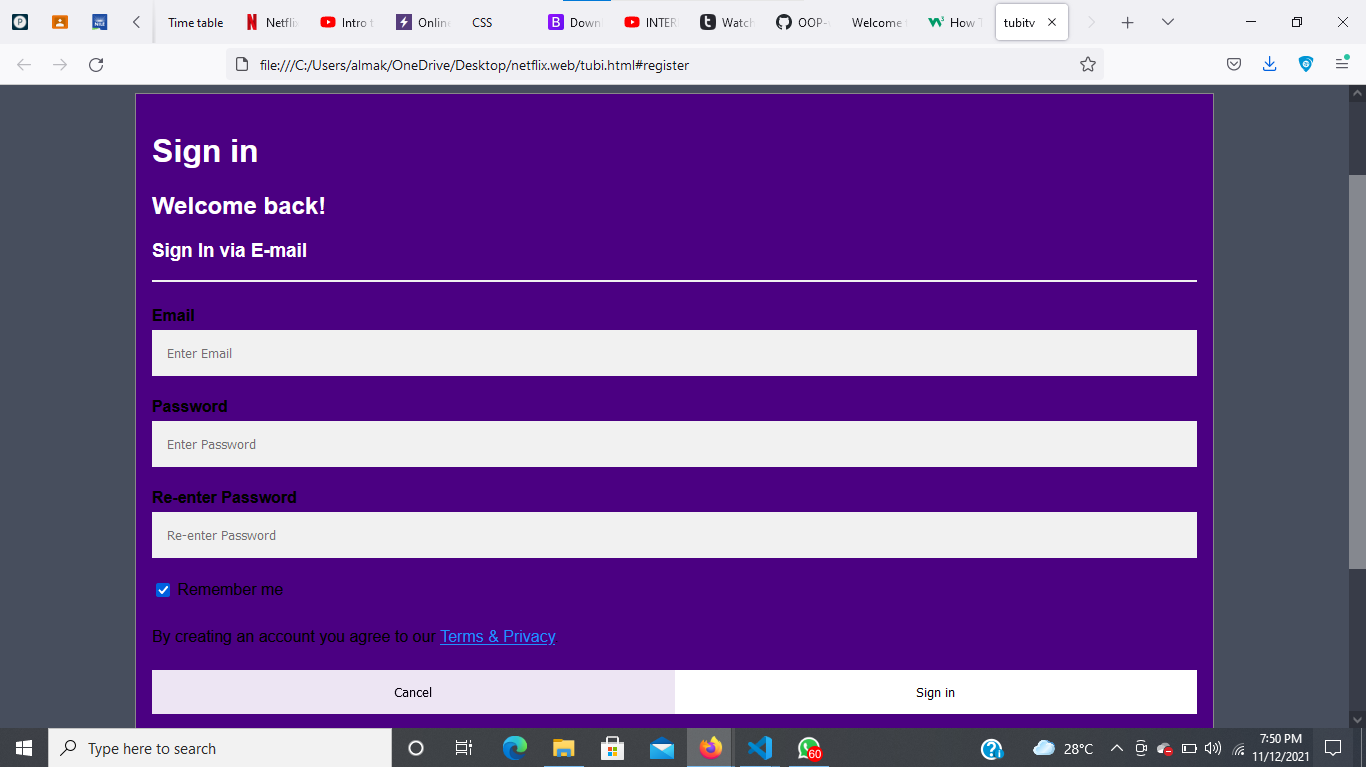 Time table Netfli Intro t Onlin CSS Down INTER Watch OOP- Welcome How T tubitv
file:///C:/Users/almak/OneDrive/Desktop/netflix.web/tubi.html#register
Sign in
Welcome back!
Sign In via E-mail
Email
Enter Email
Password
Enter Password
Re-enter Password
Re-enter Password
Remember me
By creating an account you agree to our Terms & Privacy
Cancel Sign in
Type here to search 60 28°C 7:50 PM
11/12/2021